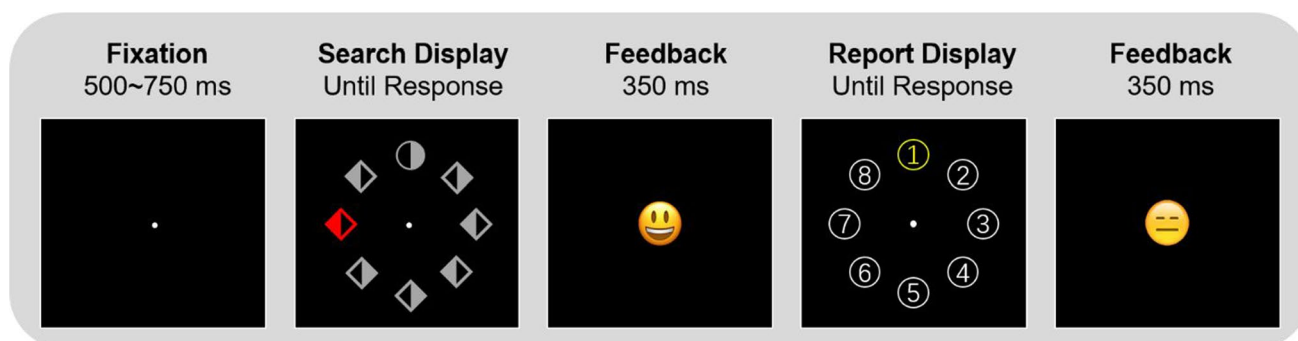 Fixation
500~750 ms
Search Display
Until Response
Feedback
350 ms
Report Display
Until Response
Feedback
350 ms
1
8 2
7 3
6 4
5